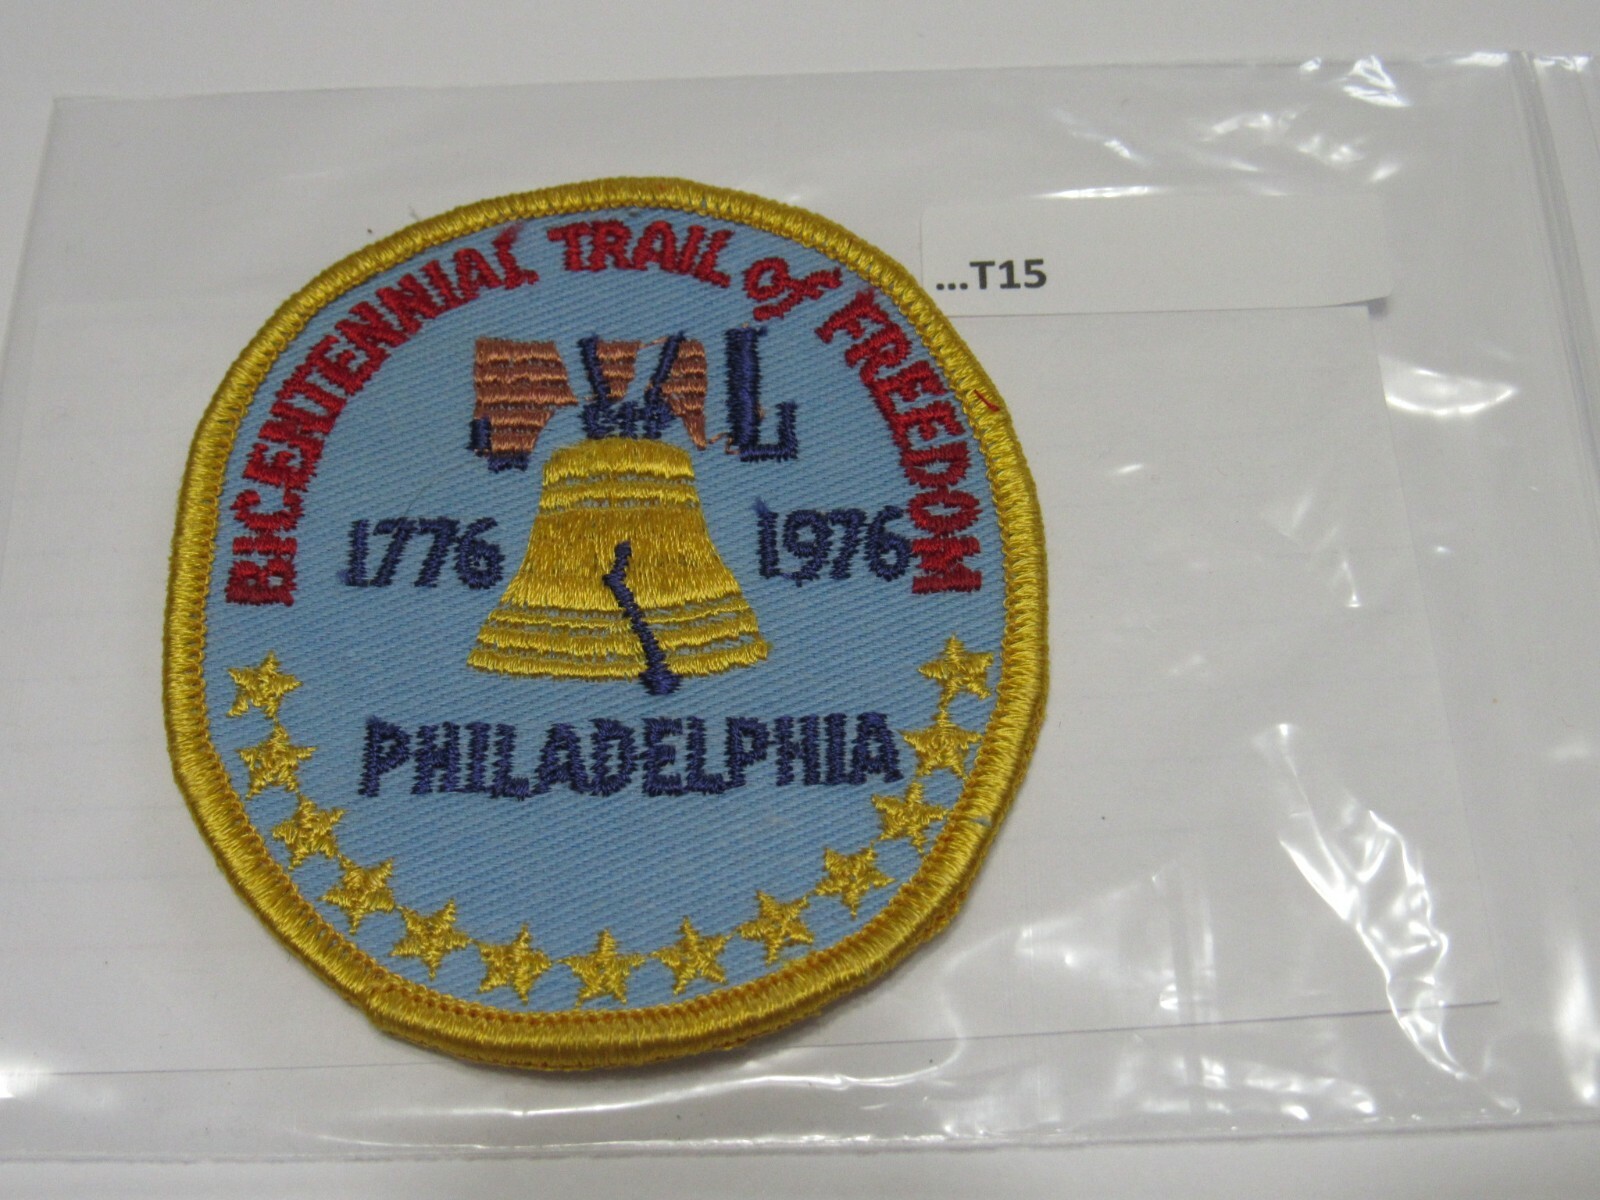 BICENTENNIAL TRAIL of FREEDOM
1776 1976
PHILADELPHIA
...T15